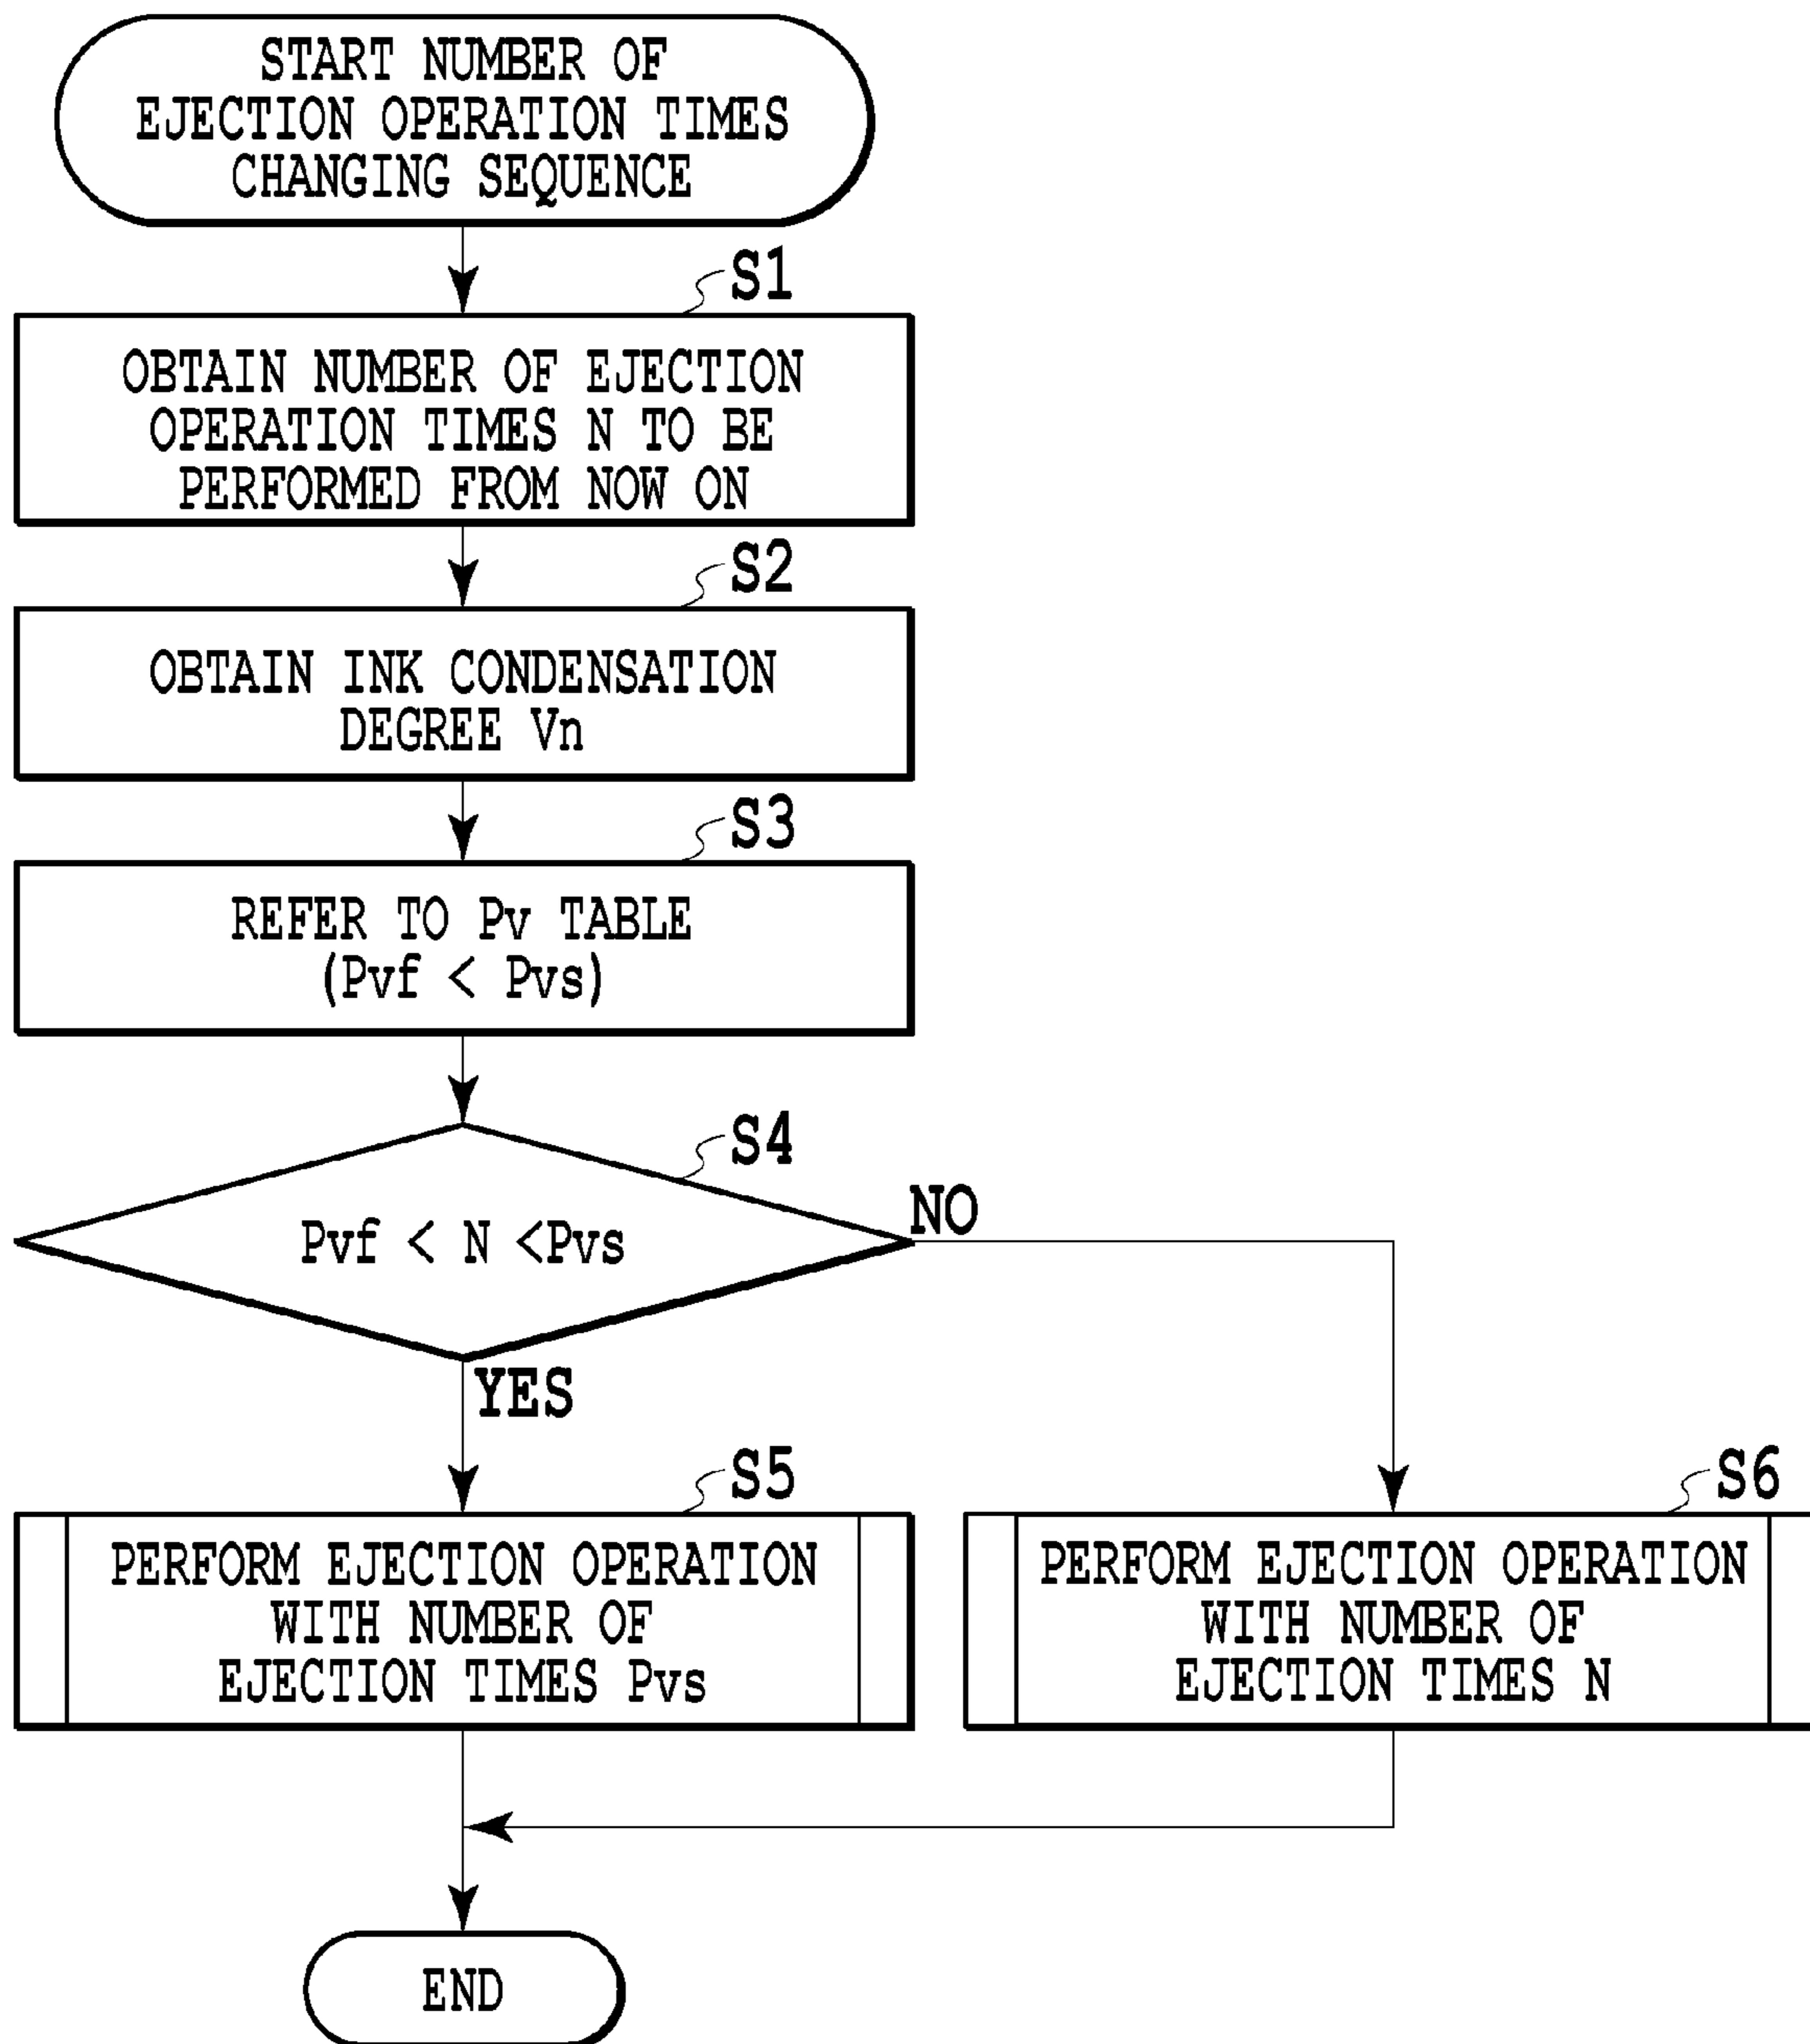 START NUMBER OF
EJECTION OPERATION TIMES
CHANGING SEQUENCE
S1
OBTAIN NUMBER OF EJECTION
OPERATION TIMES N TO BE
PERFORMED FROM NOW ON
S2
OBTAIN INK CONDENSATION
DEGREE Vn
S3
REFER TO Pv TABLE
(Pvf < Pvs)
S4
Pvf < N <Pvs
NO
YES
S5
PERFORM EJECTION OPERATION
WITH NUMBER OF
EJECTION TIMES Pvs
S6
PERFORM EJECTION OPERATION
WITH NUMBER OF
EJECTION TIMES N
END